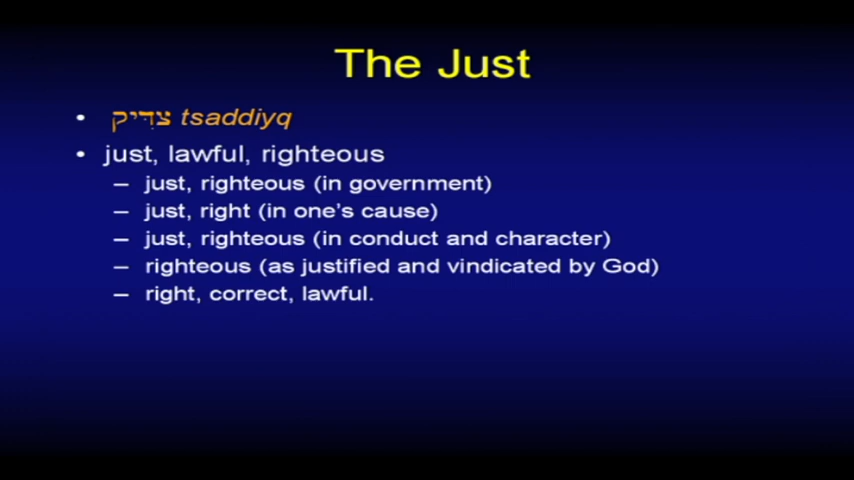 The Just
• צִדִּיק tsaddiyq
• just, lawful, righteous
– just, righteous (in government)
– just, right (in one's cause)
– just, righteous (in conduct and character)
– righteous (as justified and vindicated by God)
– right, correct, lawful.